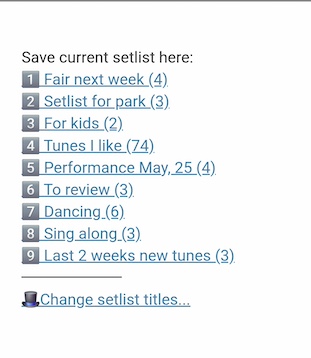 Save current setlist here:
1 Fair next week (4)
2 Setlist for park (3)
3 For kids (2)
4 Tunes I like (74)
5 Performance May, 25 (4)
6 To review (3)
7 Dancing (6)
8 Sing along (3)
9 Last 2 weeks new tunes (3)
Change setlist titles...